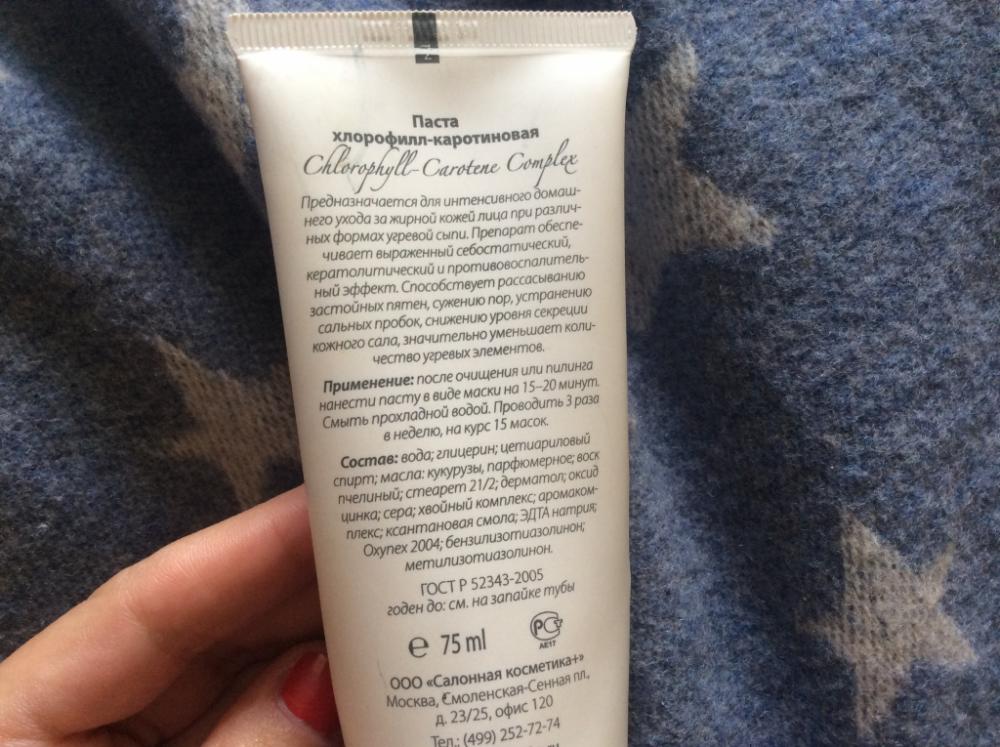 Паста
хлорофилл-каротиновая
Chlorophyll-Carotene Complex
Предназначается для интенсивного домаш-
него ухода за жирной кожей лица при различ-
ных формах угревой сыпи. Препарат обеспе-
чивает выраженный себостатический,
кератолитический и противовоспалитель-
ный эффект. Способствует рассасыванию
застойных пятен, сужению пор, устранению
сальных пробок, снижению уровня секреции
кожного сала, значительно уменьшает коли-
чество угревых элементов.
Применение: после очищения или пилинга
нанести пасту в виде маски на 15–20 минут.
Смыть прохладной водой. Проводить 3 раза
в неделю, на курс 15 масок.
Состав: вода; глицерин; цетиариловый
спирт; масла: кукурузы, парфюмерное; воск
пчелиный; стеарет 21/2; дерматол; оксид
цинка; сера; хвойный комплекс; аромаком-
плекс; ксантановая смола; ЭДТА натрия;
Oxynex 2004; бензилизотиазолинон;
метилизотиазолинон.
ГОСТ Р 52343-2005
годен до: см. на запайке тубы
e 75 ml
РСТ
АЕ17
ООО «Салонная косметика+»
Москва, Смоленская-Сенная пл.,
д. 23/25, офис 120
Тел.: (499) 252-72-74